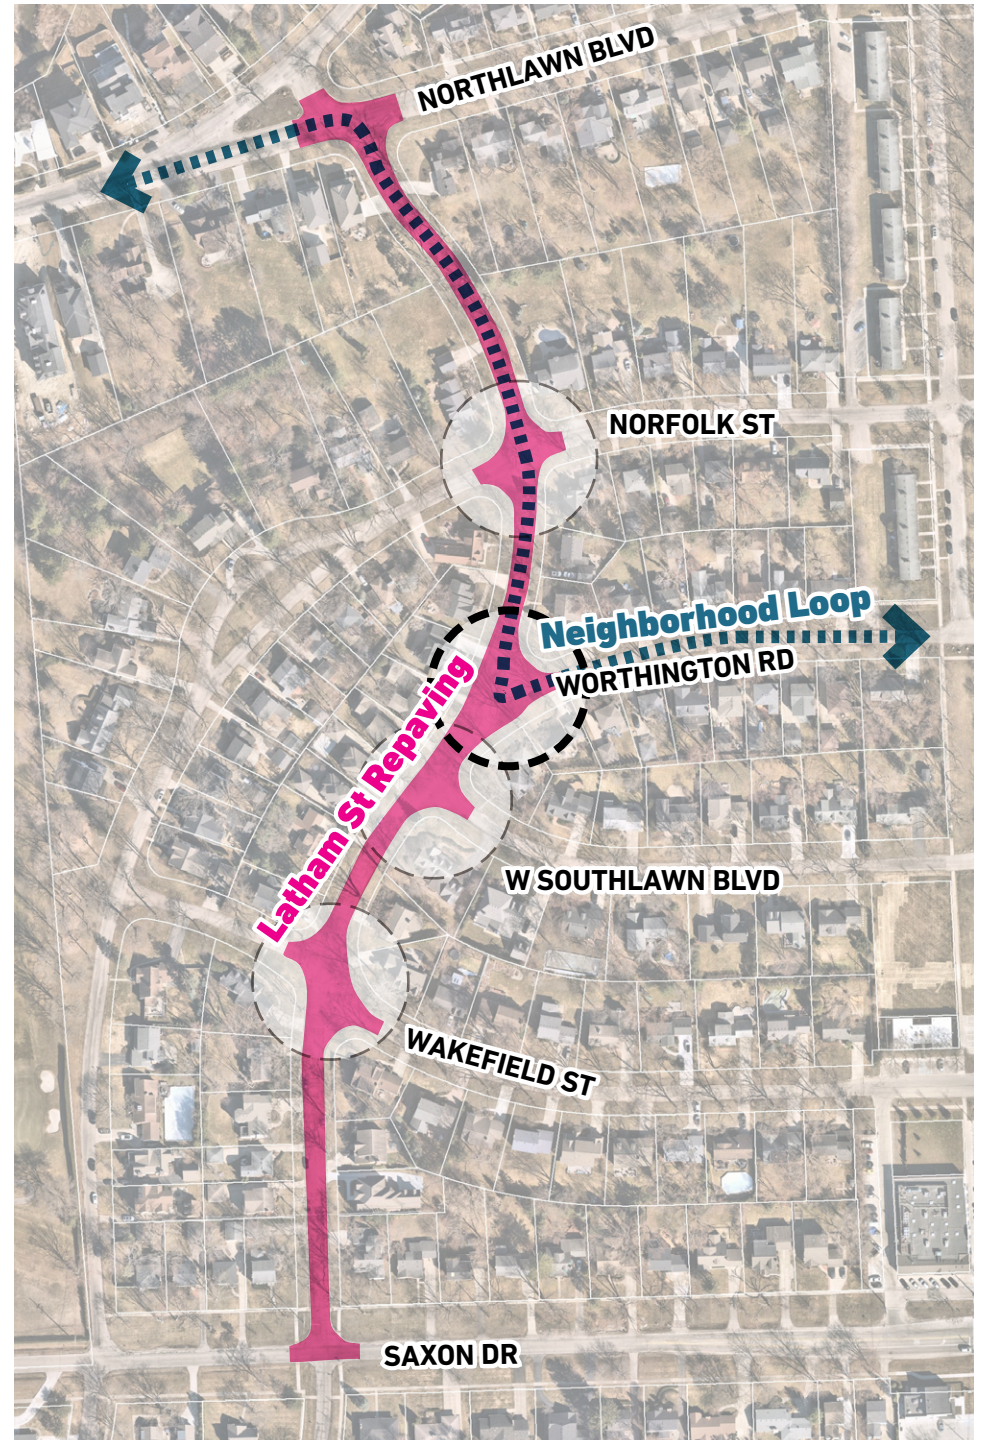 NORTHLAWN BLVD
NORFOLK ST
Neighborhood Loop
WORTHINGTON RD
Latham St Repaving
W SOUTHLAWN BLVD
WAKEFIELD ST
SAXON DR